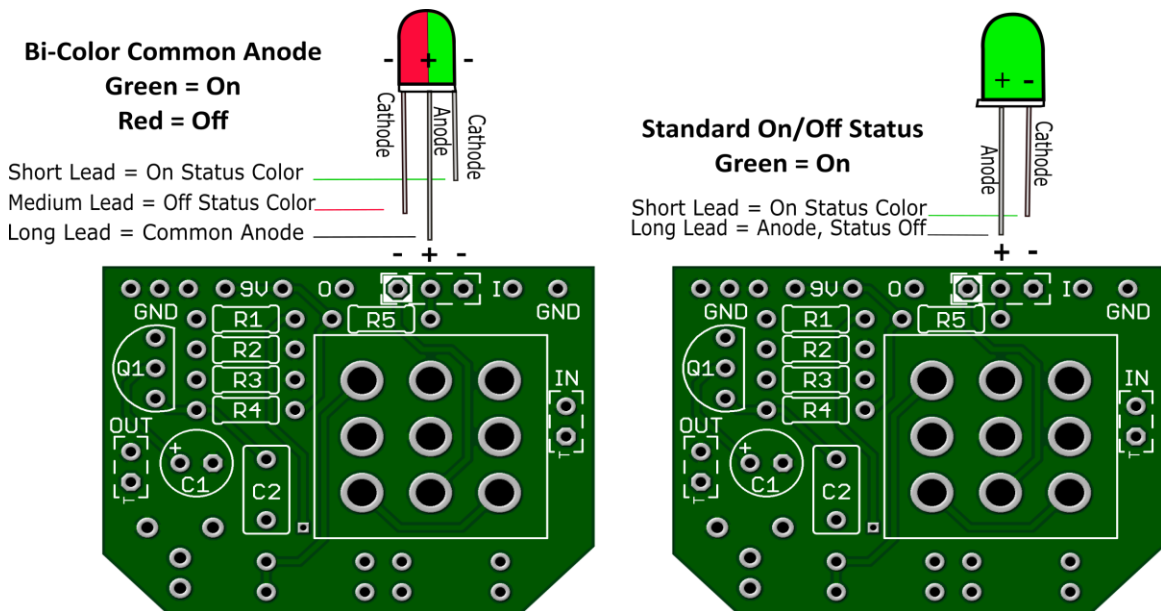 Bi-Color Common Anode
Green = On
Red = Off
- + -
Cathode
Anode
Cathode
Short Lead = On Status Color
Medium Lead = Off Status Color
Long Lead = Common Anode
- + -
9V
O
I
GND
GND
R1
R5
R2
Q1
R3
IN
R4
T
OUT
+
C1
C2
T
Standard On/Off Status
Green = On
+ -
Anode
Cathode
Short Lead = On Status Color
Long Lead = Anode, Status Off
+ -
9V
O
I
GND
GND
R1
R5
R2
Q1
R3
IN
R4
T
OUT
+
C1
C2
T